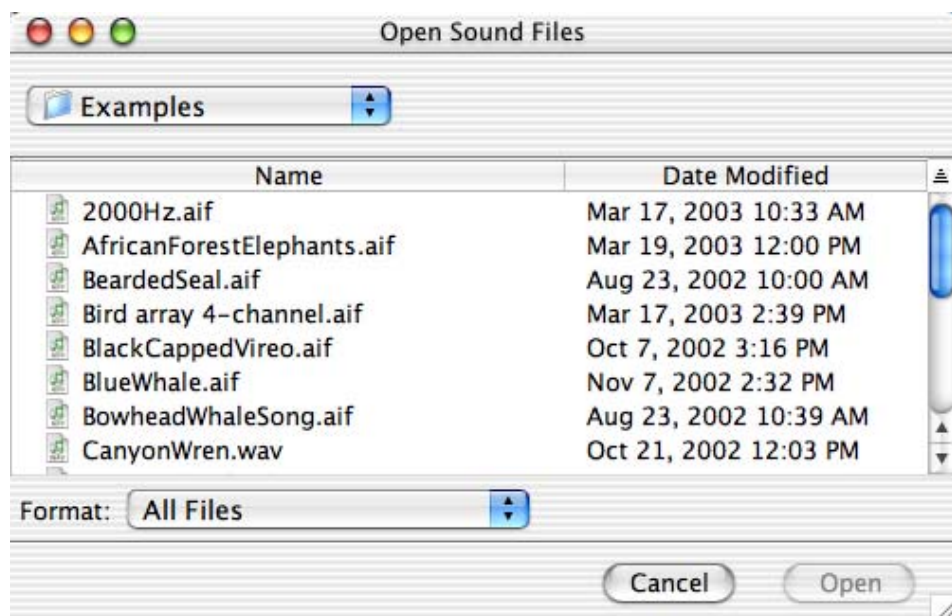 Open Sound Files
Examples
Name Date Modified
2000Hz.aif Mar 17, 2003 10:33 AM
AfricanForestElephants.aif Mar 19, 2003 12:00 PM
BeardedSeal.aif Aug 23, 2002 10:00 AM
Bird array 4-channel.aif Mar 17, 2003 2:39 PM
BlackCappedVireo.aif Oct 7, 2002 3:16 PM
BlueWhale.aif Nov 7, 2002 2:32 PM
BowheadWhaleSong.aif Aug 23, 2002 10:39 AM
CanyonWren.wav Oct 21, 2002 12:03 PM
Format: All Files
Cancel Open